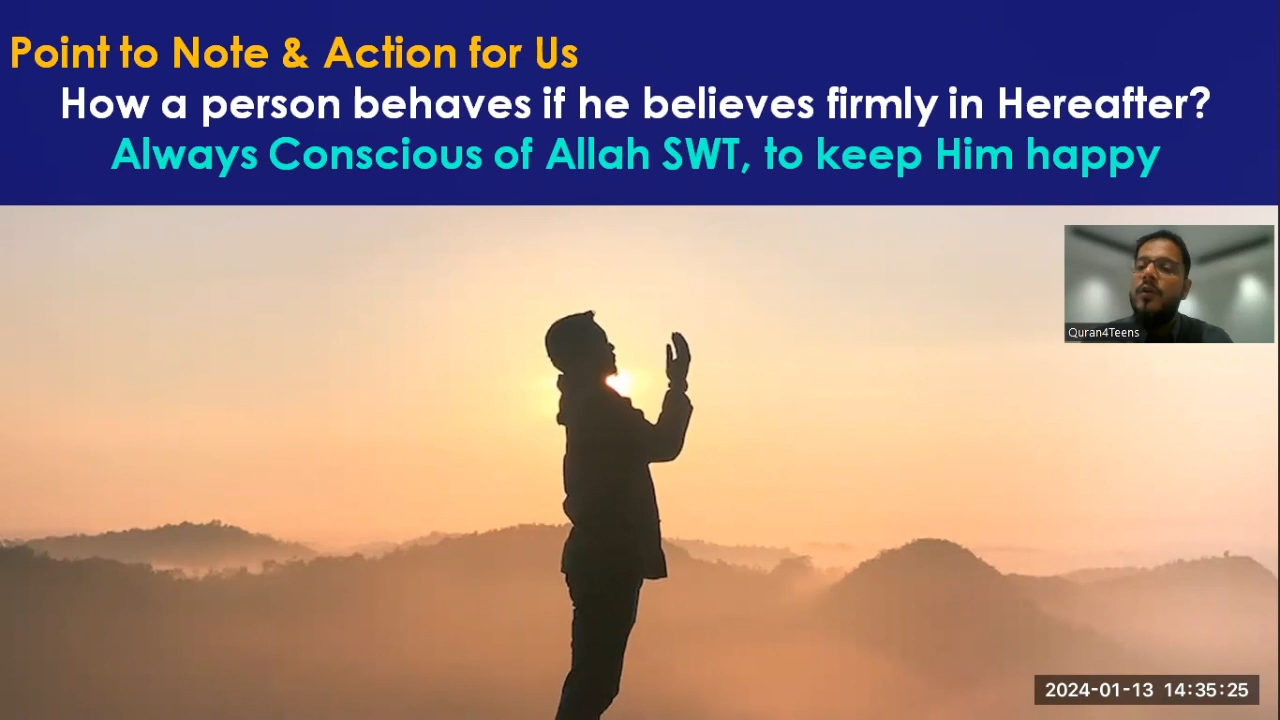 Point to Note & Action for Us
How a person behaves if he believes firmly in Hereafter?
Always Conscious of Allah SWT, to keep Him happy
Quran4Teens
2024-01-13 14:35:25